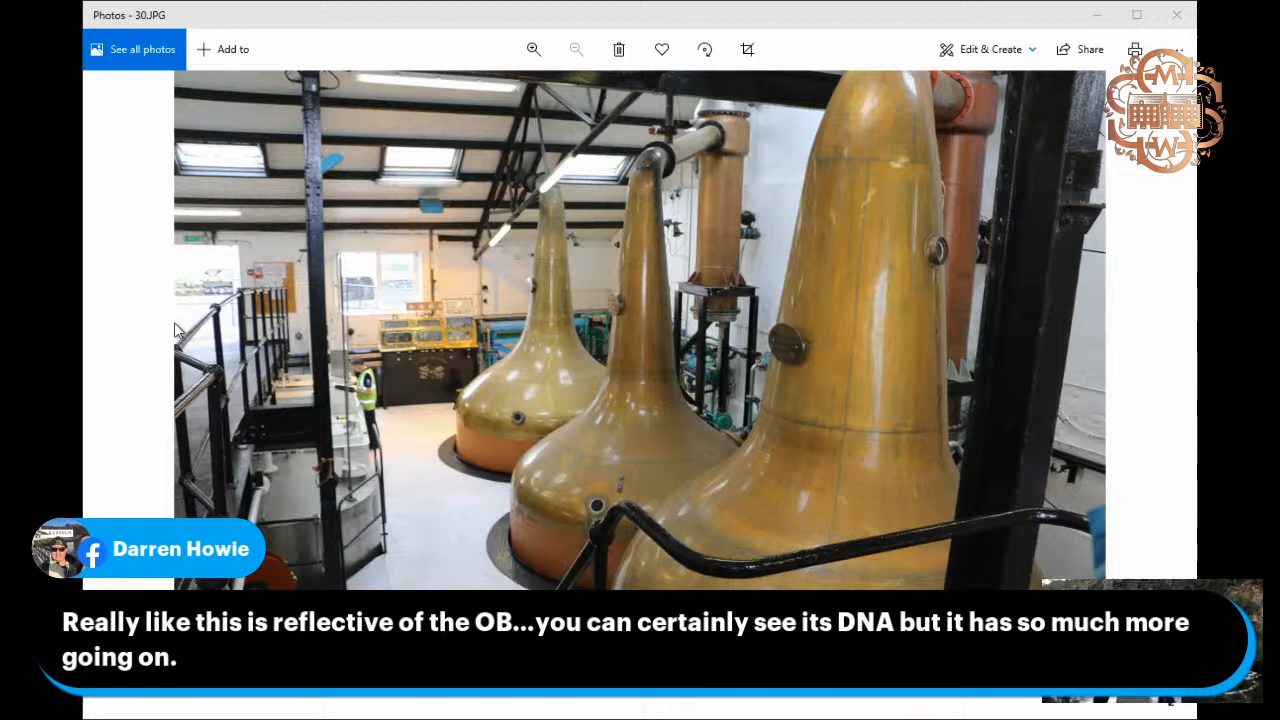 Photos - 30.JPG
See all photos
Add to
Edit & Create
Share
M
W
Darren Howie
Really like this is reflective of the OB...you can certainly see its DNA but it has so much more
going on.